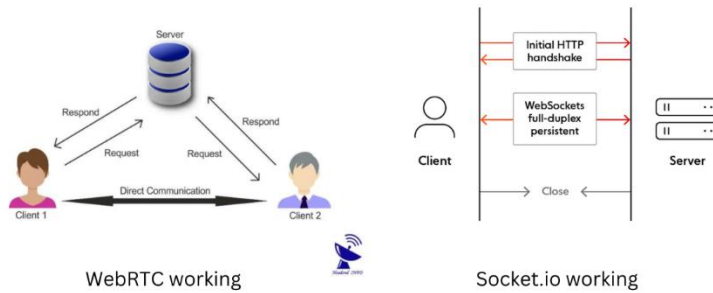 Server
Respond
Request
Request
Respond
Direct Communication
Client 1
Client 2
WebRTC working
Initial HTTP
handshake
WebSockets
full-duplex
persistent
Client
Server
Close
Socket.io working